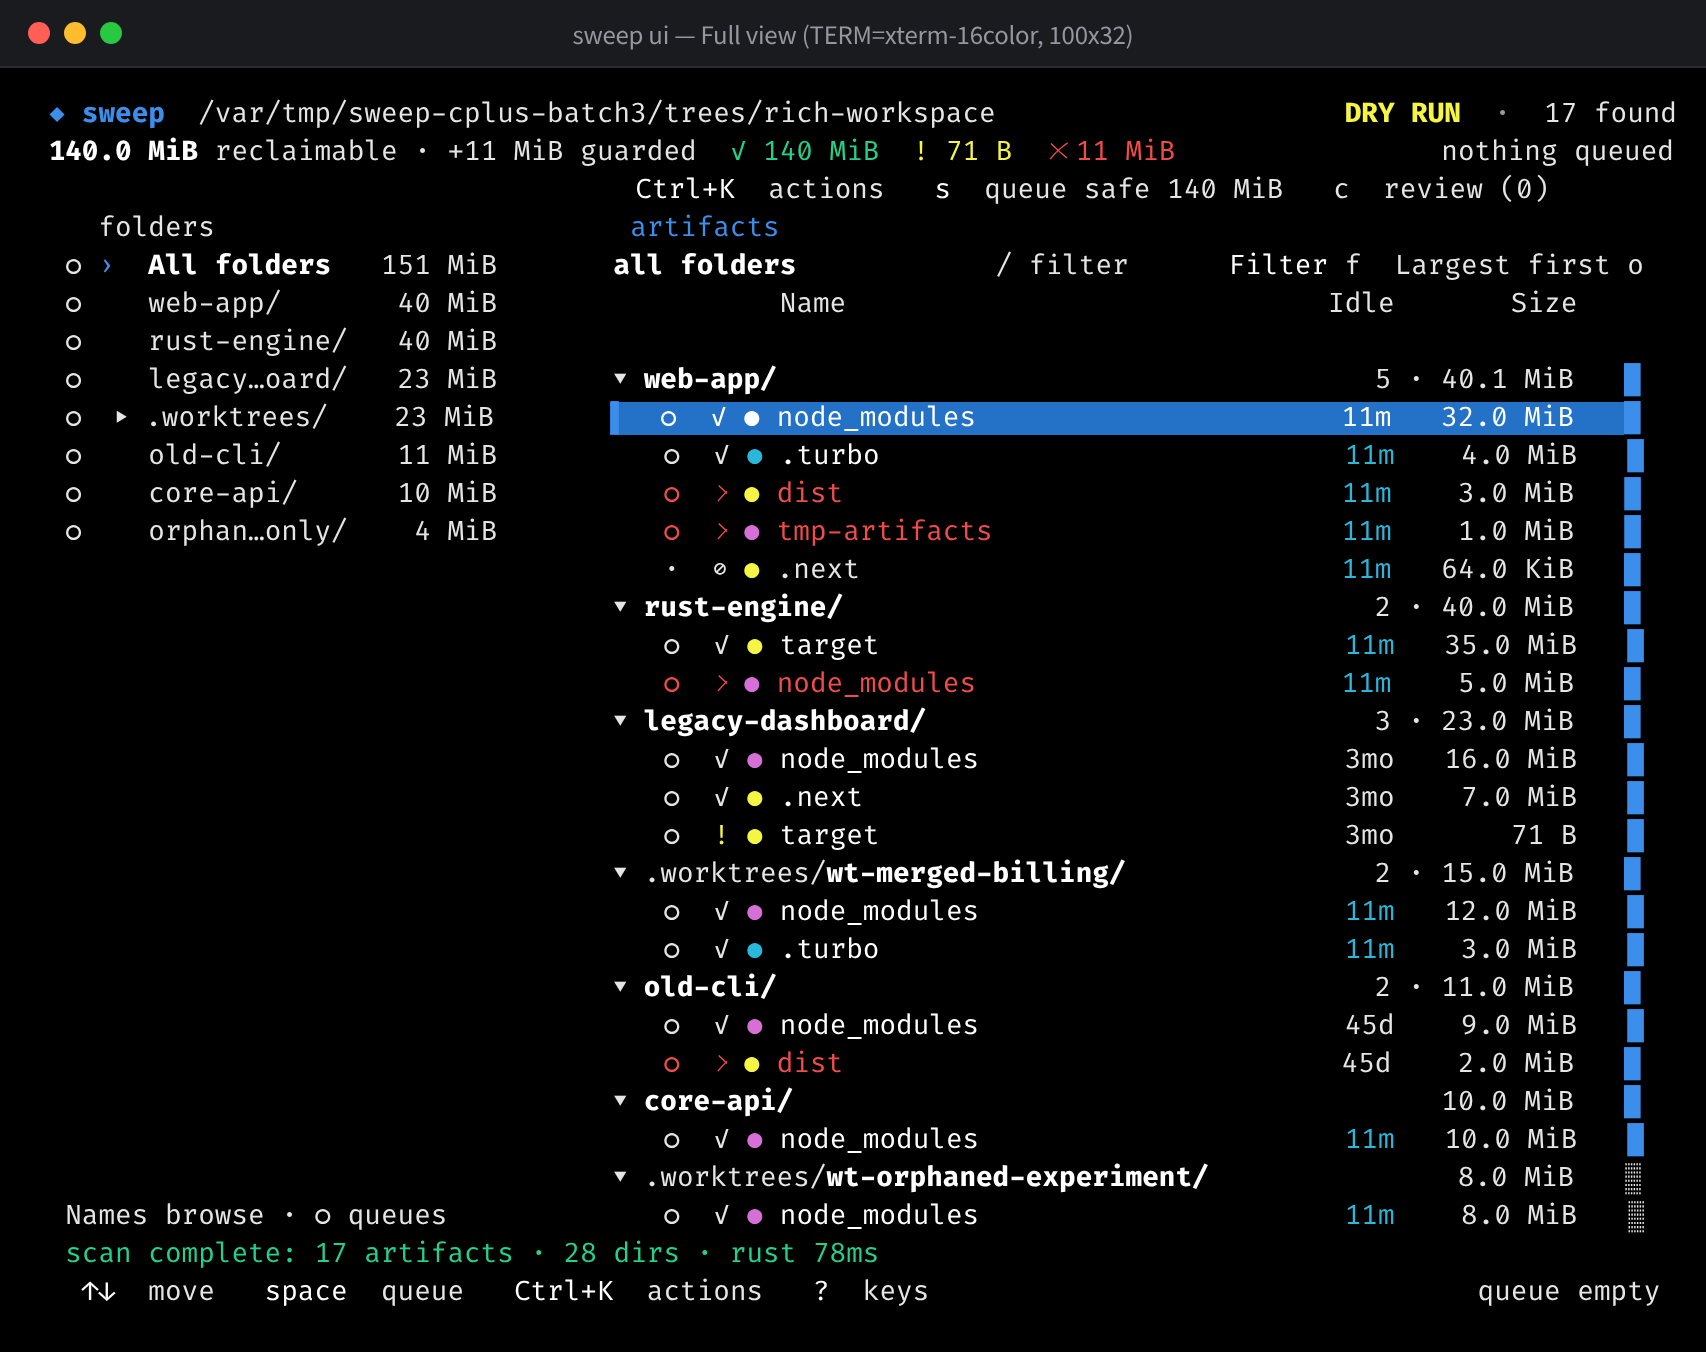 sweep ui — Full view (TERM=xterm-16color, 100x32)
◆ sweep /var/tmp/sweep-cplus-batch3/trees/rich-workspace DRY RUN · 17 found
140.0 MiB reclaimable · +11 MiB guarded √ 140 MiB ! 71 B ✕ 11 MiB nothing queued
Ctrl+K actions s queue safe 140 MiB c review (0)
folders artifacts
○ › All folders 151 MiB all folders / filter Filter f Largest first o
○ web-app/ 40 MiB Name Idle Size
○ rust-engine/ 40 MiB
○ legacy…oard/ 23 MiB ▾ web-app/ 5 · 40.1 MiB
○ ▸ .worktrees/ 23 MiB ○ √ ● node_modules 11m 32.0 MiB
○ old-cli/ 11 MiB ○ √ ● .turbo 11m 4.0 MiB
○ core-api/ 10 MiB ○ > ● dist 11m 3.0 MiB
○ orphan…only/ 4 MiB ○ > ● tmp-artifacts 11m 1.0 MiB
· ⊘ ● .next 11m 64.0 KiB
▾ rust-engine/ 2 · 40.0 MiB
○ √ ● target 11m 35.0 MiB
○ > ● node_modules 11m 5.0 MiB
▾ legacy-dashboard/ 3 · 23.0 MiB
○ √ ● node_modules 3mo 16.0 MiB
○ √ ● .next 3mo 7.0 MiB
○ ! ● target 3mo 71 B
▾ .worktrees/wt-merged-billing/ 2 · 15.0 MiB
○ √ ● node_modules 11m 12.0 MiB
○ √ ● .turbo 11m 3.0 MiB
▾ old-cli/ 2 · 11.0 MiB
○ √ ● node_modules 45d 9.0 MiB
○ > ● dist 45d 2.0 MiB
▾ core-api/ 10.0 MiB
○ √ ● node_modules 11m 10.0 MiB
▾ .worktrees/wt-orphaned-experiment/ 8.0 MiB
Names browse · ○ queues ○ √ ● node_modules 11m 8.0 MiB
scan complete: 17 artifacts · 28 dirs · rust 78ms
↑↓ move space queue Ctrl+K actions ? keys queue empty